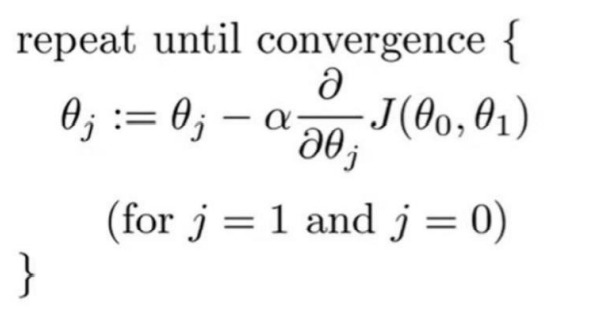 repeat until convergence {
θ_j := θ_j − α ∂/∂θ_j J(θ_0, θ_1)
(for j = 1 and j = 0)
}